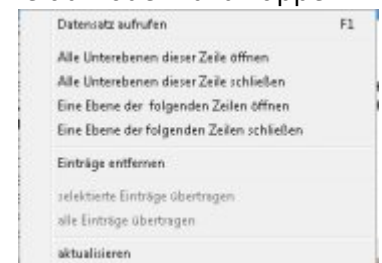 Datensatz aufrufen F1
Alle Unterebenen dieser Zeile öffnen
Alle Unterebenen dieser Zeile schließen
Eine Ebene der folgenden Zeilen öffnen
Eine Ebene der folgenden Zeilen schließen
Einträge entfernen
selektierte Einträge übertragen
alle Einträge übertragen
aktualisieren